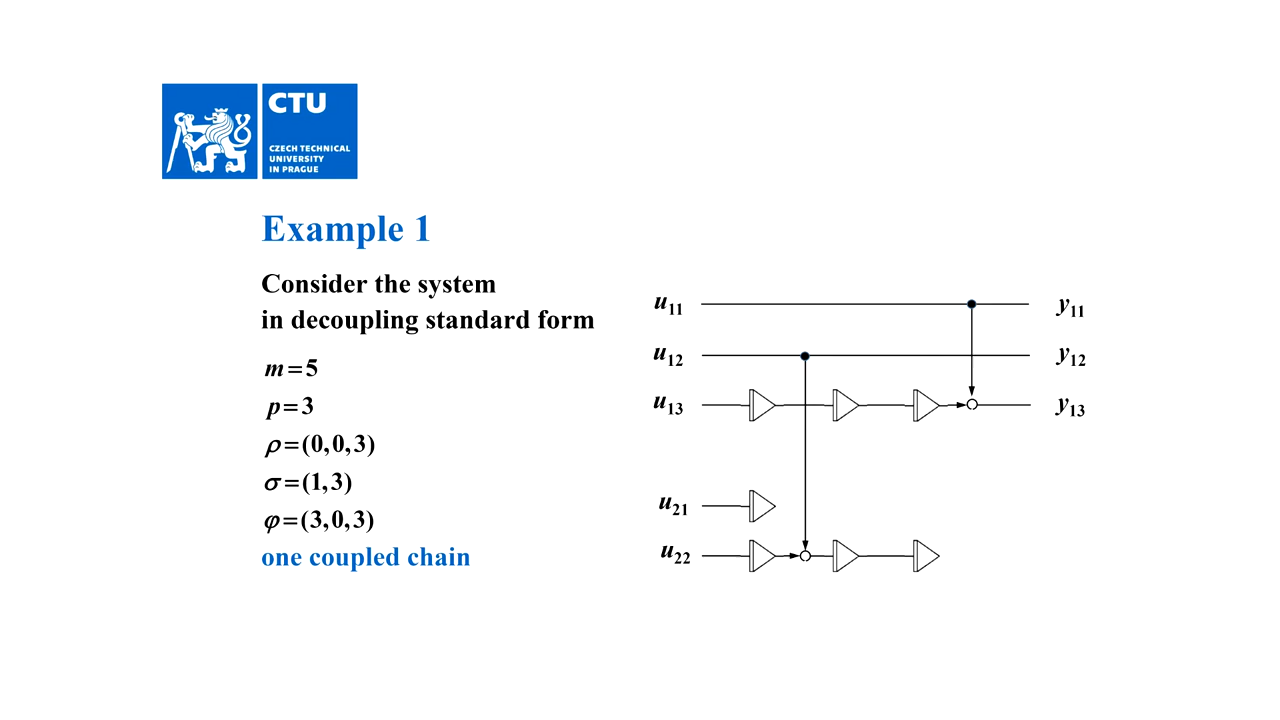 CTU
CZECH TECHNICAL
UNIVERSITY
IN PRAGUE
Example 1
Consider the system
in decoupling standard form
m=5
p=3
ρ=(0,0,3)
σ=(1,3)
φ=(3,0,3)
one coupled chain
u11 y11
u12 y12
u13 y13
u21
u22